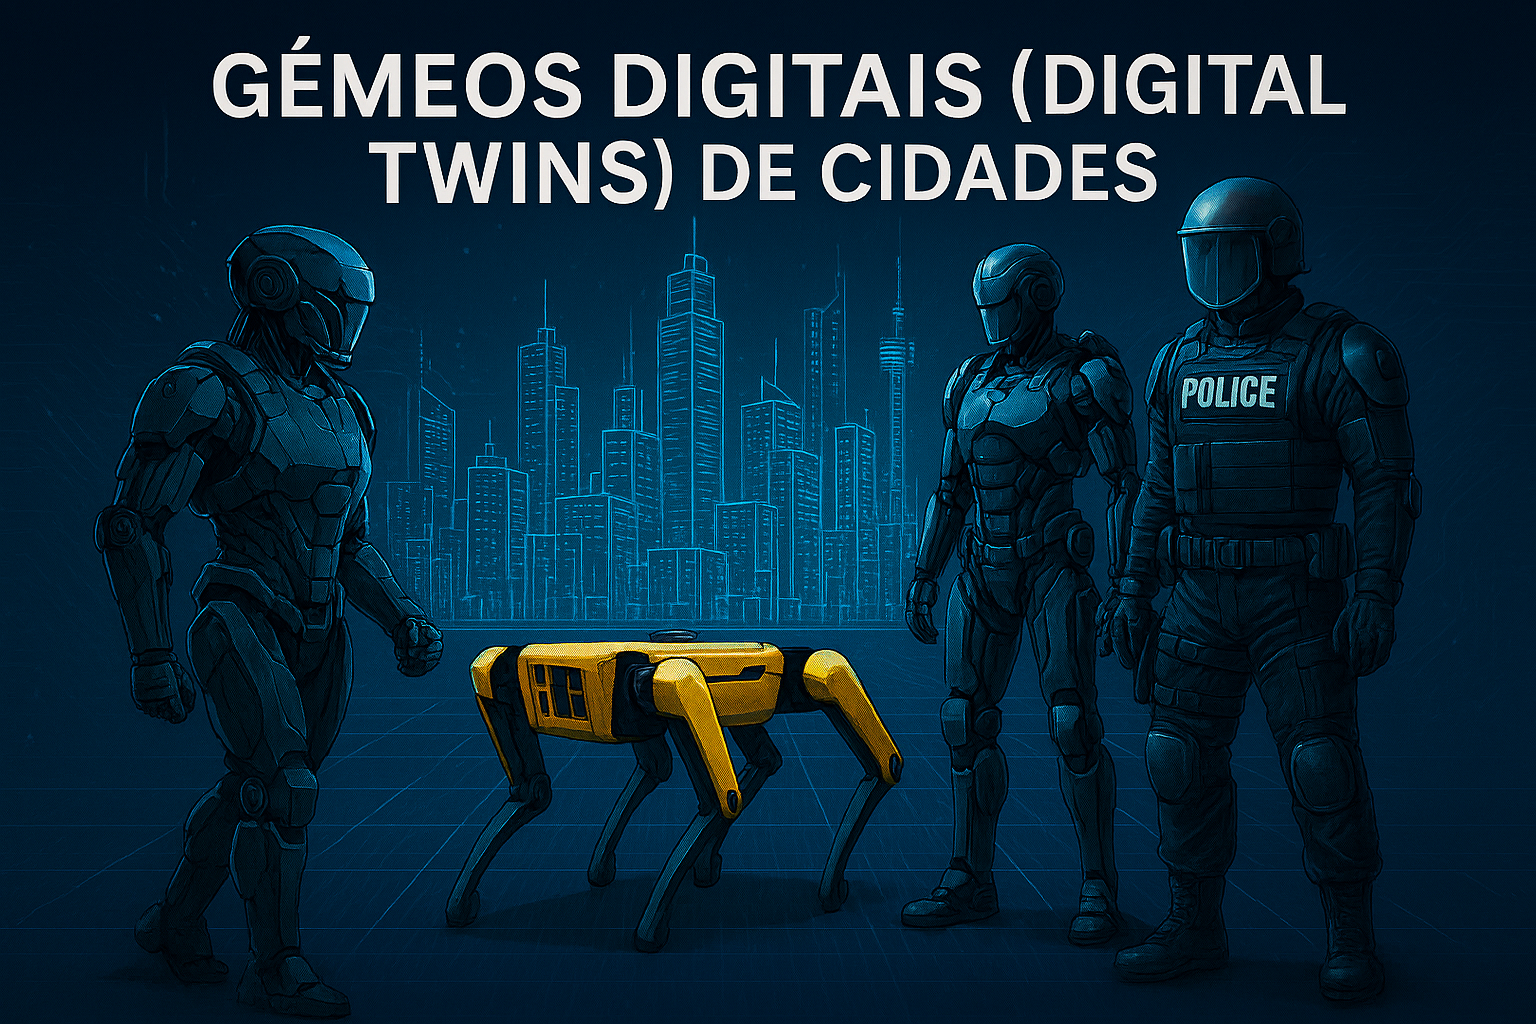 GÉMEOS DIGITAIS (DIGITAL
TWINS) DE CIDADES
POLICE